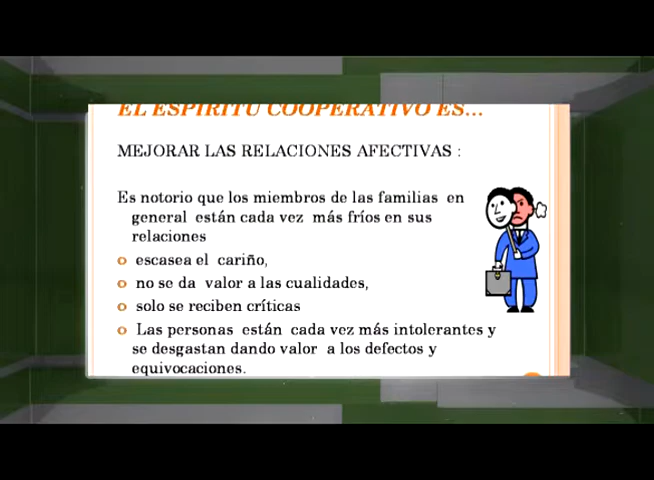 EL ESPIRITU COOPERATIVO ES...
MEJORAR LAS RELACIONES AFECTIVAS :
Es notorio que los miembros de las familias en
general están cada vez más fríos en sus
relaciones
escasea el cariño,
no se da valor a las cualidades,
solo se reciben críticas
Las personas están cada vez más intolerantes y
se desgastan dando valor a los defectos y
equivocaciones.